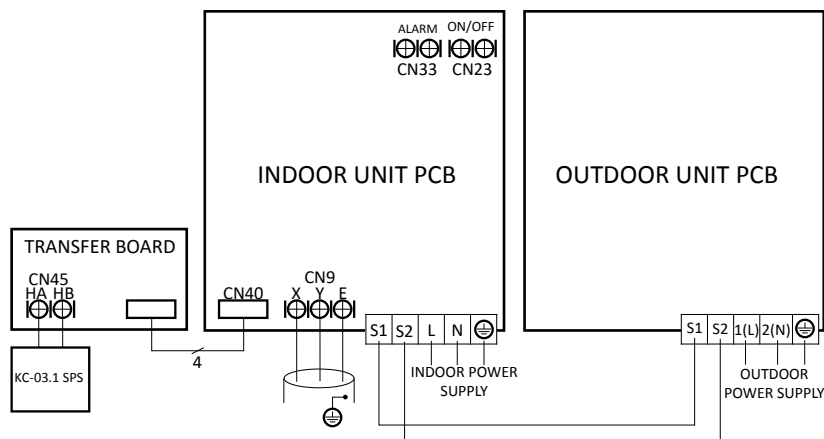 ALARM ON/OFF
CN33 CN23
INDOOR UNIT PCB
OUTDOOR UNIT PCB
TRANSFER BOARD
CN45
HA HB
CN40
CN9
X Y E
S1 S2 L N
S1 S2 1(L) 2(N)
4
KC-03.1 SPS
INDOOR POWER
SUPPLY
OUTDOOR
POWER SUPPLY